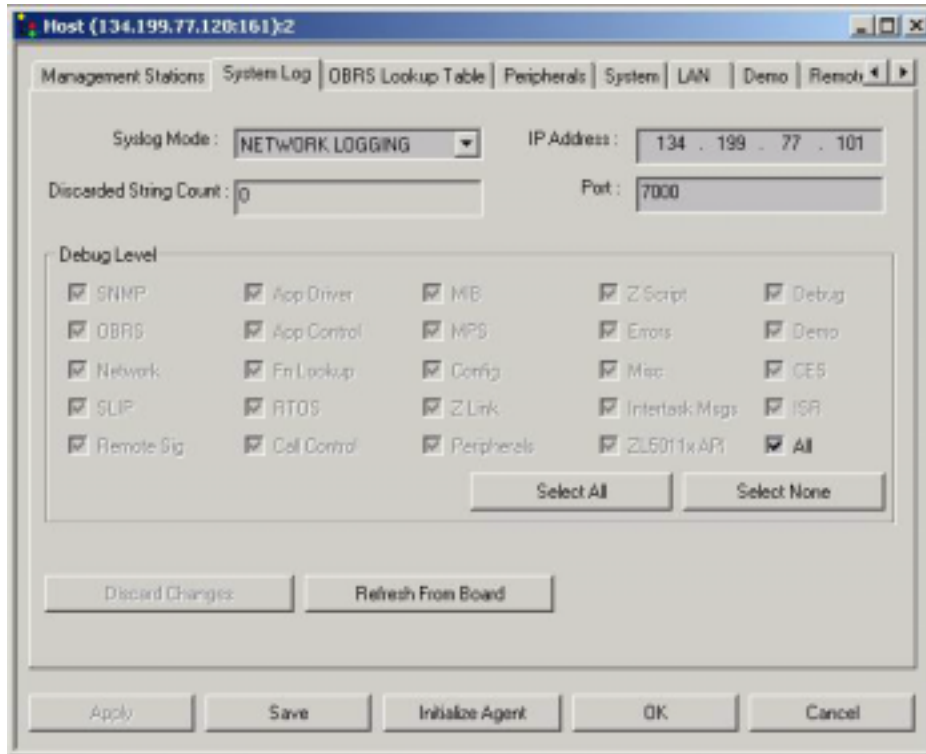 Host (134.199.77.120:161):2
Management Stations System Log OBRS Lookup Table Peripherals System LAN Demo Remot
Syslog Mode : NETWORK LOGGING IP Address : 134 . 199 . 77 . 101
Discarded String Count : 0 Port : 7000
Debug Level
SNMP App Driver MIB Z Script Debug
OBRS App Control MPS Errors Demo
Network Fn Lookup Config Misc CES
SLIP RTOS Z Link Intertask Msgs ISR
Remote Sig Call Control Peripherals ZL5011x API All
Select All Select None
Discard Changes Refresh From Board
Apply Save Initialize Agent OK Cancel